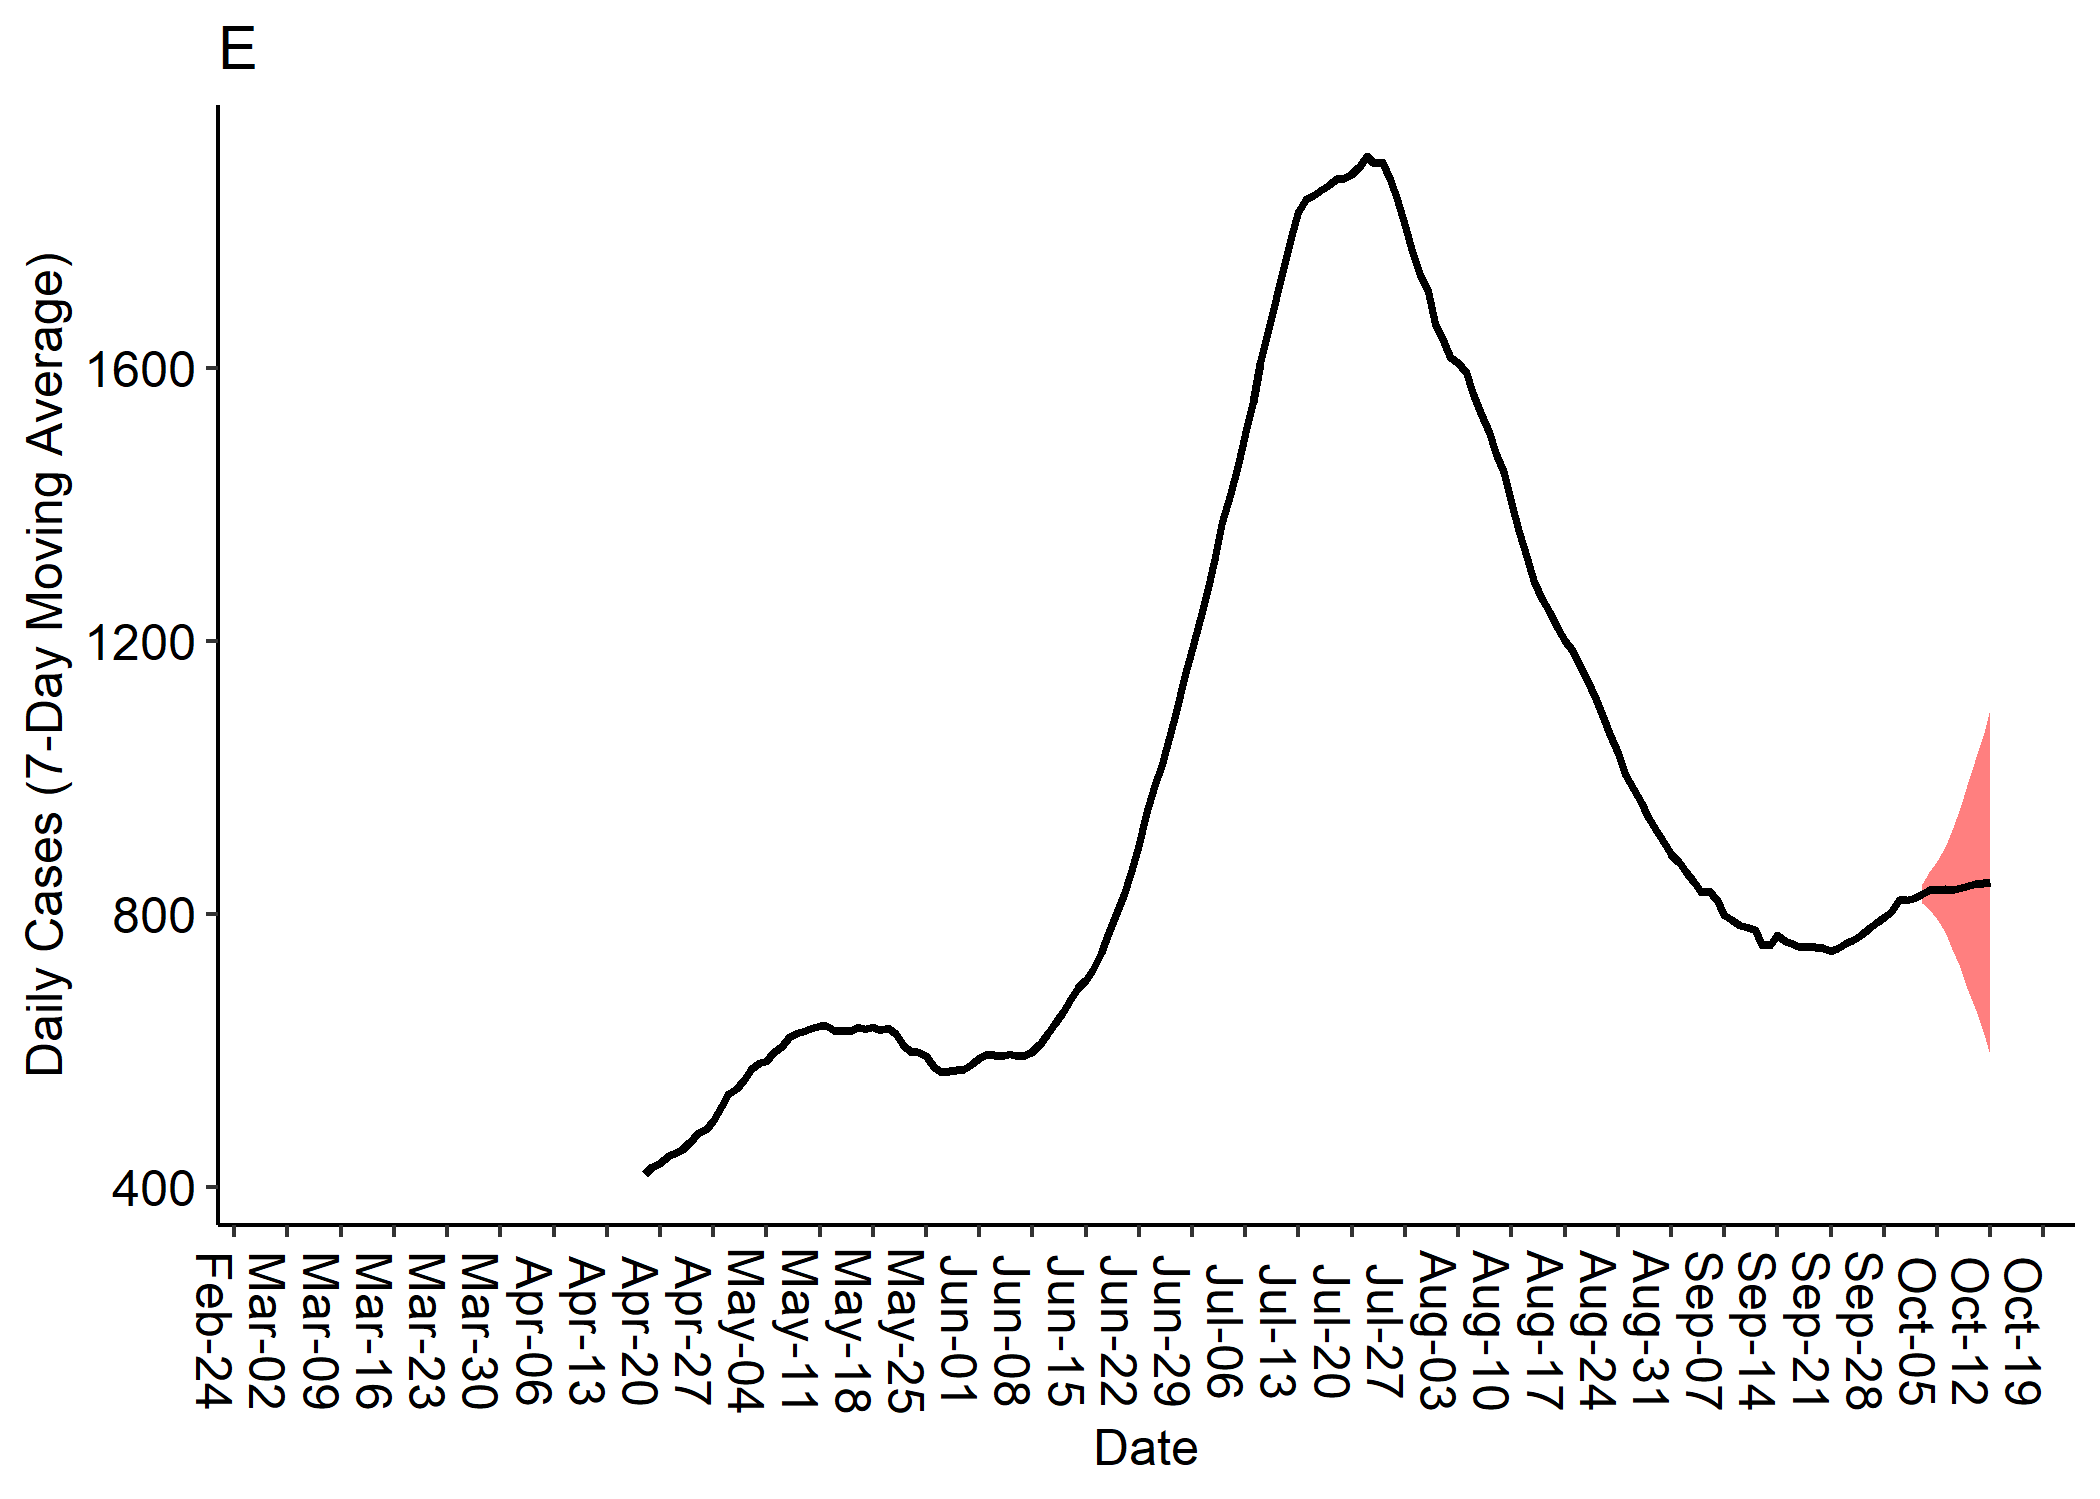 E
Daily Cases (7-Day Moving Average)
1600
1200
800
400
Feb-24
Mar-02
Mar-09
Mar-16
Mar-23
Mar-30
Apr-06
Apr-13
Apr-20
Apr-27
May-04
May-11
May-18
May-25
Jun-01
Jun-08
Jun-15
Jun-22
Jun-29
Jul-06
Jul-13
Jul-20
Jul-27
Aug-03
Aug-10
Aug-17
Aug-24
Aug-31
Sep-07
Sep-14
Sep-21
Sep-28
Oct-05
Oct-12
Oct-19
Date